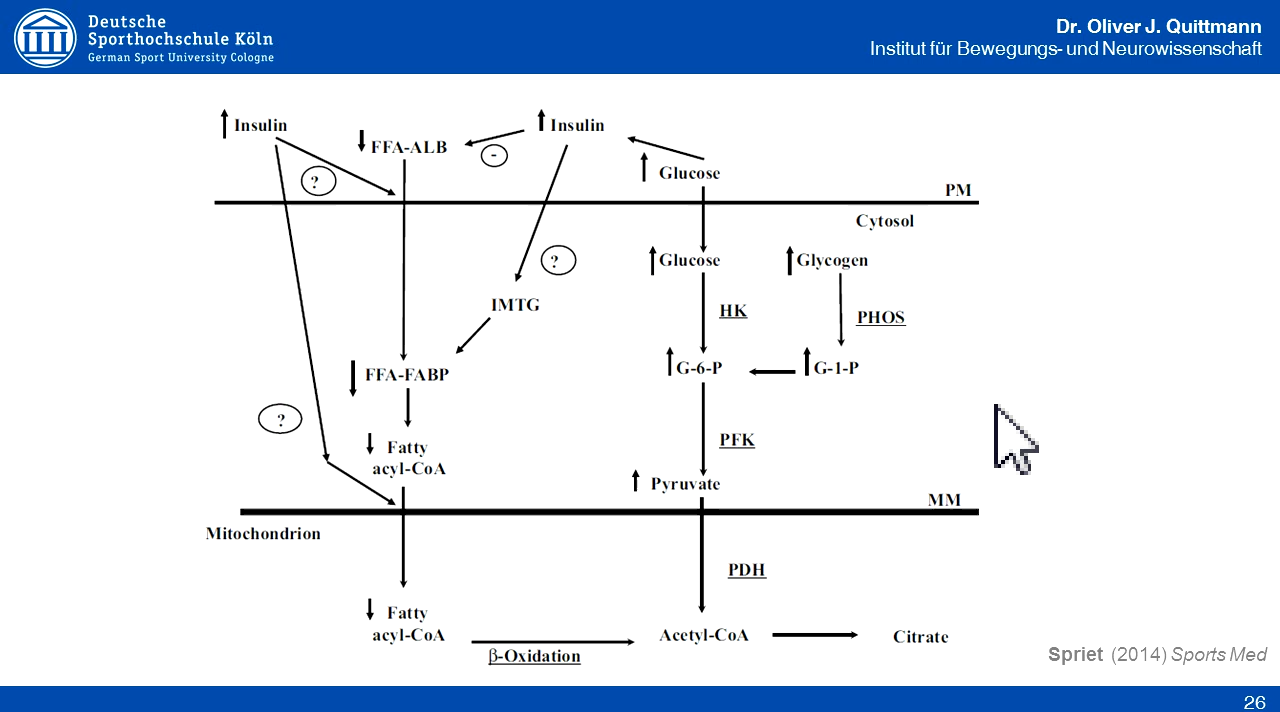 Deutsche
Sporthochschule Köln
German Sport University Cologne
Dr. Oliver J. Quittmann
Institut für Bewegungs- und Neurowissenschaft
Insulin
FFA-ALB
Insulin
-
?
Glucose
PM
Cytosol
?
Glucose
Glycogen
IMTG
HK
PHOS
FFA-FABP
G-6-P
G-1-P
?
PFK
Fatty
acyl-CoA
Pyruvate
MM
Mitochondrion
PDH
Fatty
acyl-CoA
Acetyl-CoA
Citrate
β-Oxidation
Spriet (2014) Sports Med
26